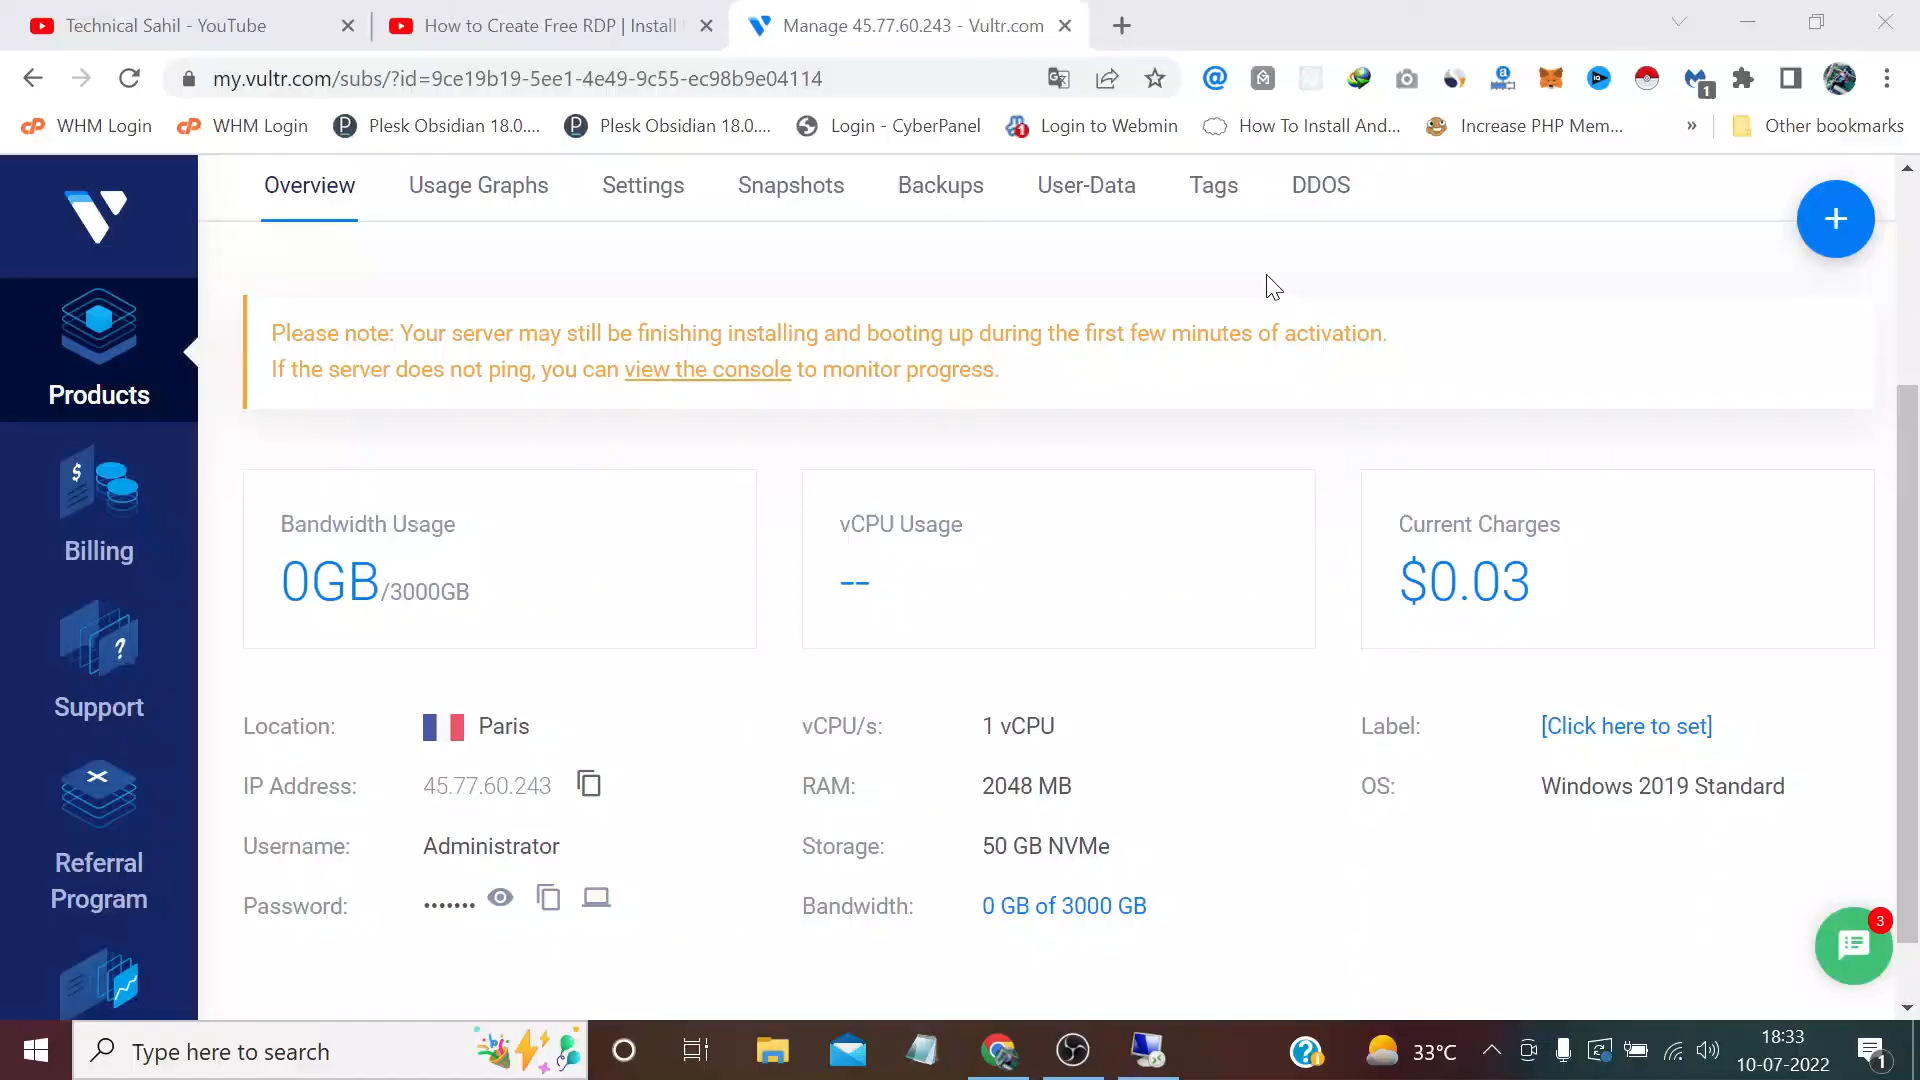 Technical Sahil - YouTube
How to Create Free RDP | Install
Manage 45.77.60.243 - Vultr.com
my.vultr.com/subs/?id=9ce19b19-5ee1-4e49-9c55-ec98b9e04114
1
WHM Login
WHM Login
Plesk Obsidian 18.0....
Plesk Obsidian 18.0....
Login - CyberPanel
Login to Webmin
How To Install And...
Increase PHP Mem...
»
Other bookmarks
Overview
Usage Graphs
Settings
Snapshots
Backups
User-Data
Tags
DDOS
+
Products
Billing
Support
Referral
Program
Please note: Your server may still be finishing installing and booting up during the first few minutes of activation.
If the server does not ping, you can view the console to monitor progress.
Bandwidth Usage
0GB/3000GB
vCPU Usage
--
Current Charges
$0.03
Location:
Paris
IP Address:
45.77.60.243
Username:
Administrator
Password:
•••••••
vCPU/s:
1 vCPU
RAM:
2048 MB
Storage:
50 GB NVMe
Bandwidth:
0 GB of 3000 GB
Label:
[Click here to set]
OS:
Windows 2019 Standard
3
Type here to search
33°C
18:33
10-07-2022
1